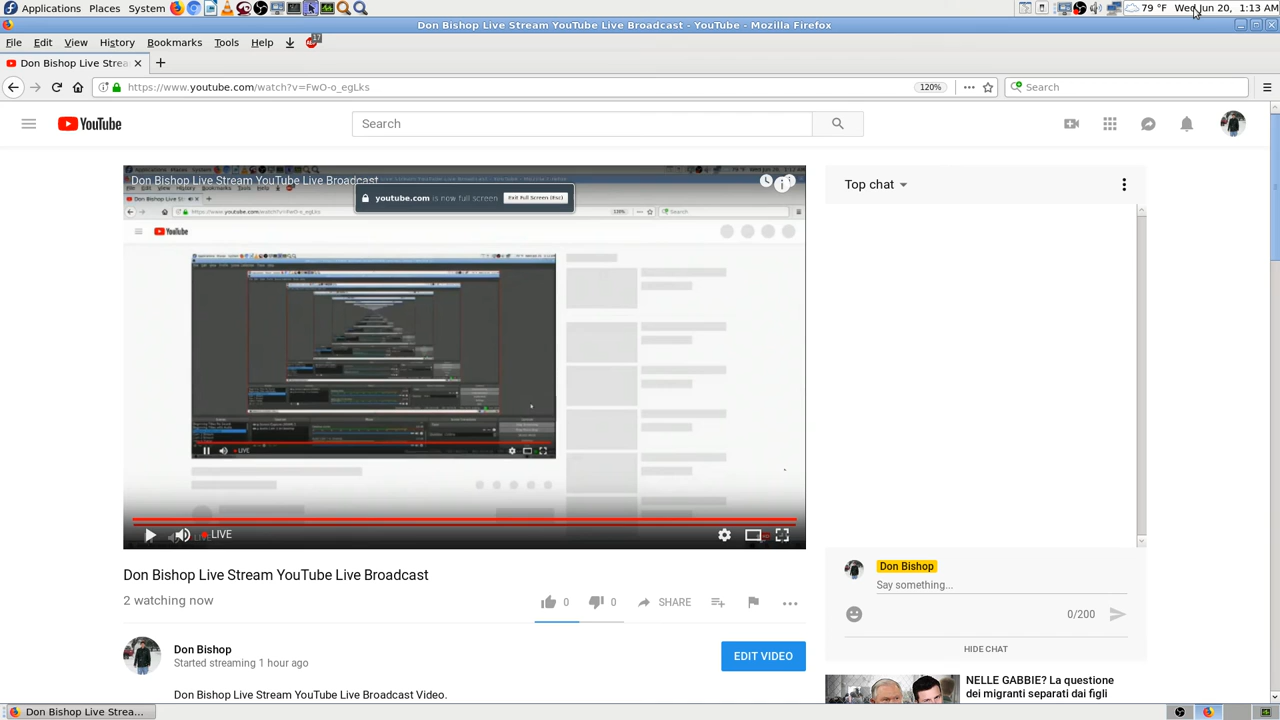 Applications Places System
79 °F Wed Jun 20, 1:13 AM
Don Bishop Live Stream YouTube Live Broadcast - YouTube - Mozilla Firefox
File Edit View History Bookmarks Tools Help 17
Don Bishop Live Strea
https://www.youtube.com/watch?v=FwO-o_egLks 120% Search
YouTube Search
Don Bishop Live Stream YouTube Live Broadcast
youtube.com is now full screen Exit Full Screen (Esc)
YouTube
LIVE
LIVE
Top chat
Don Bishop
Say something...
0/200
HIDE CHAT
Don Bishop Live Stream YouTube Live Broadcast
2 watching now
0 0 SHARE
Don Bishop
Started streaming 1 hour ago
EDIT VIDEO
Don Bishop Live Stream YouTube Live Broadcast Video.
NELLE GABBIE? La questione
dei migranti separati dai figli
Don Bishop Live Strea...